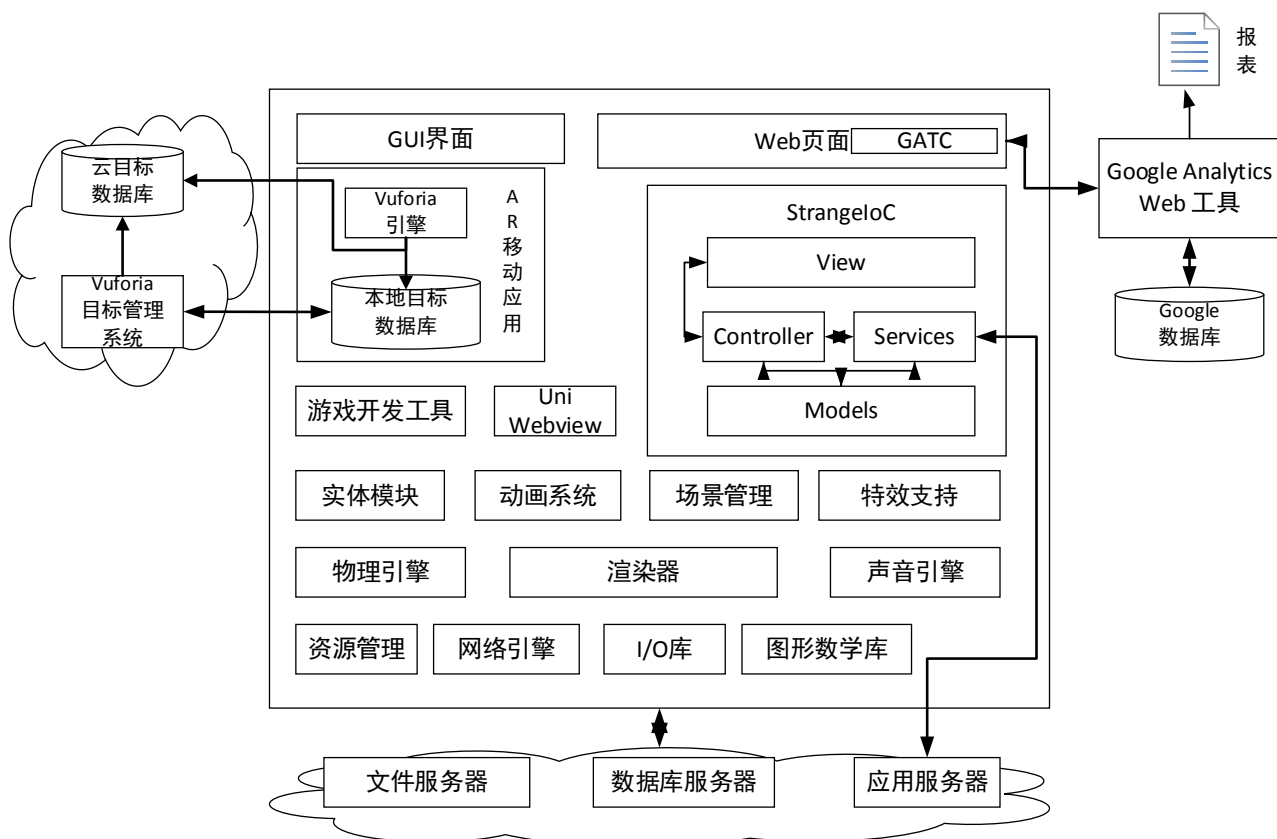 报
表
GUI界面
Web页面
GATC
云目标
数据库
Vuforia
引擎
A
R
移
动
应
用
Google Analytics
Web 工具
StrangeIoC
View
Vuforia
目标管理
系统
本地目标
数据库
Google
数据库
Controller
Services
Models
游戏开发工具
Uni
Webview
实体模块
动画系统
场景管理
特效支持
物理引擎
渲染器
声音引擎
资源管理
网络引擎
I/O库
图形数学库
文件服务器
数据库服务器
应用服务器